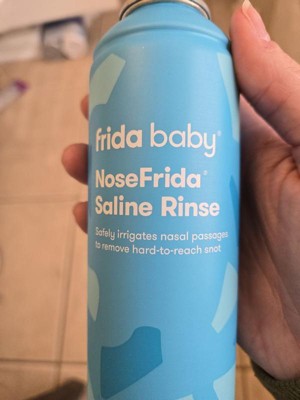 frida baby®
NoseFrida®
Saline Rinse
Safely irrigates nasal passages
to remove hard-to-reach snot